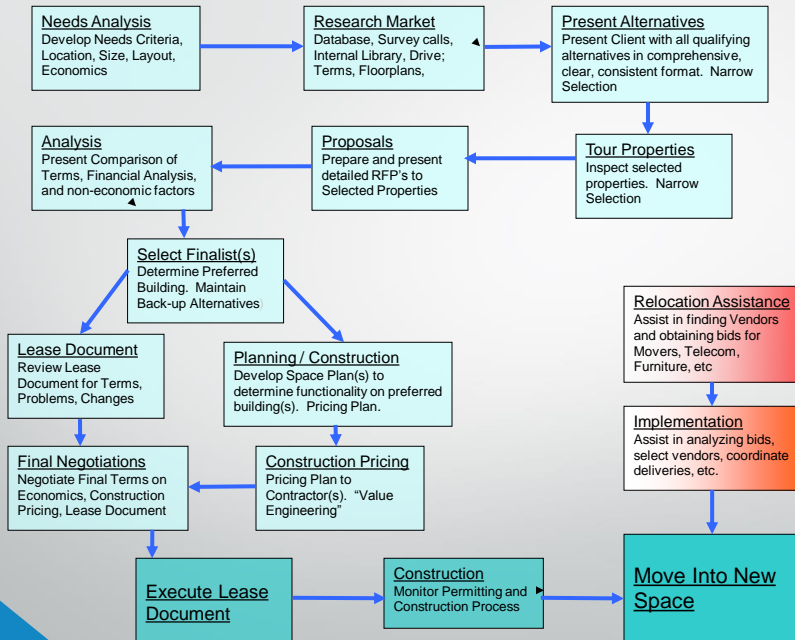 Needs Analysis
Develop Needs Criteria,
Location, Size, Layout,
Economics
Research Market
Database, Survey calls,
Internal Library, Drive;
Terms, Floorplans,
Present Alternatives
Present Client with all qualifying
alternatives in comprehensive,
clear, consistent format. Narrow
Selection
Analysis
Present Comparison of
Terms, Financial Analysis,
and non-economic factors
Proposals
Prepare and present
detailed RFP's to
Selected Properties
Tour Properties
Inspect selected
properties. Narrow
Selection
Select Finalist(s)
Determine Preferred
Building. Maintain
Back-up Alternatives)
Relocation Assistance
Assist in finding Vendors
and obtaining bids for
Movers, Telecom,
Furniture, etc
Lease Document
Review Lease
Document for Terms,
Problems, Changes
Planning / Construction
Develop Space Plan(s) to
determine functionality on preferred
building(s). Pricing Plan.
Implementation
Assist in analyzing bids,
select vendors, coordinate
deliveries, etc.
Final Negotiations
Negotiate Final Terms on
Economics, Construction
Pricing, Lease Document
Construction Pricing
Pricing Plan to
Contractor(s). “Value
Engineering”
Execute Lease
Document
Construction
Monitor Permitting and
Construction Process
Move Into New
Space